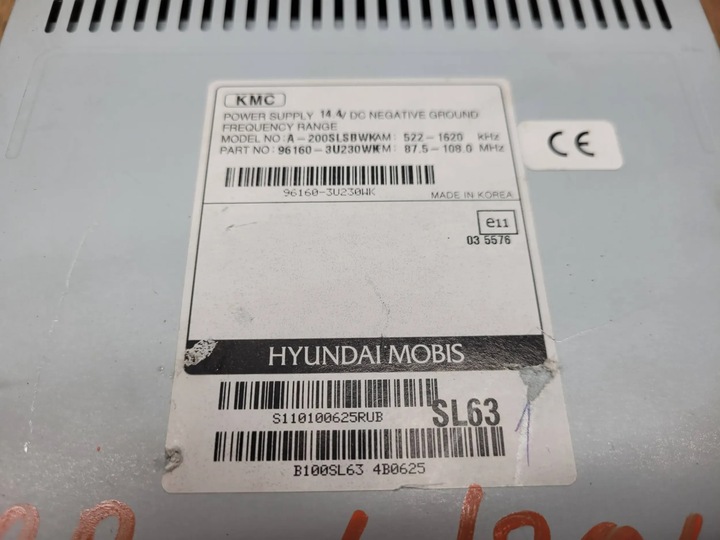 KMC
POWER SUPPLY 14.4V DC NEGATIVE GROUND
FREQUENCY RANGE
MODEL NO: A-200SLSBWK AM: 522-1620 KHz
PART NO: 96160-3U230WK FM: 87.5-108.0 MHz
CE
96160-3U230WK
MADE IN KOREA
e11
03 5576
HYUNDAI MOBIS
S110100625RUB
SL63
B100SL63 4B0625